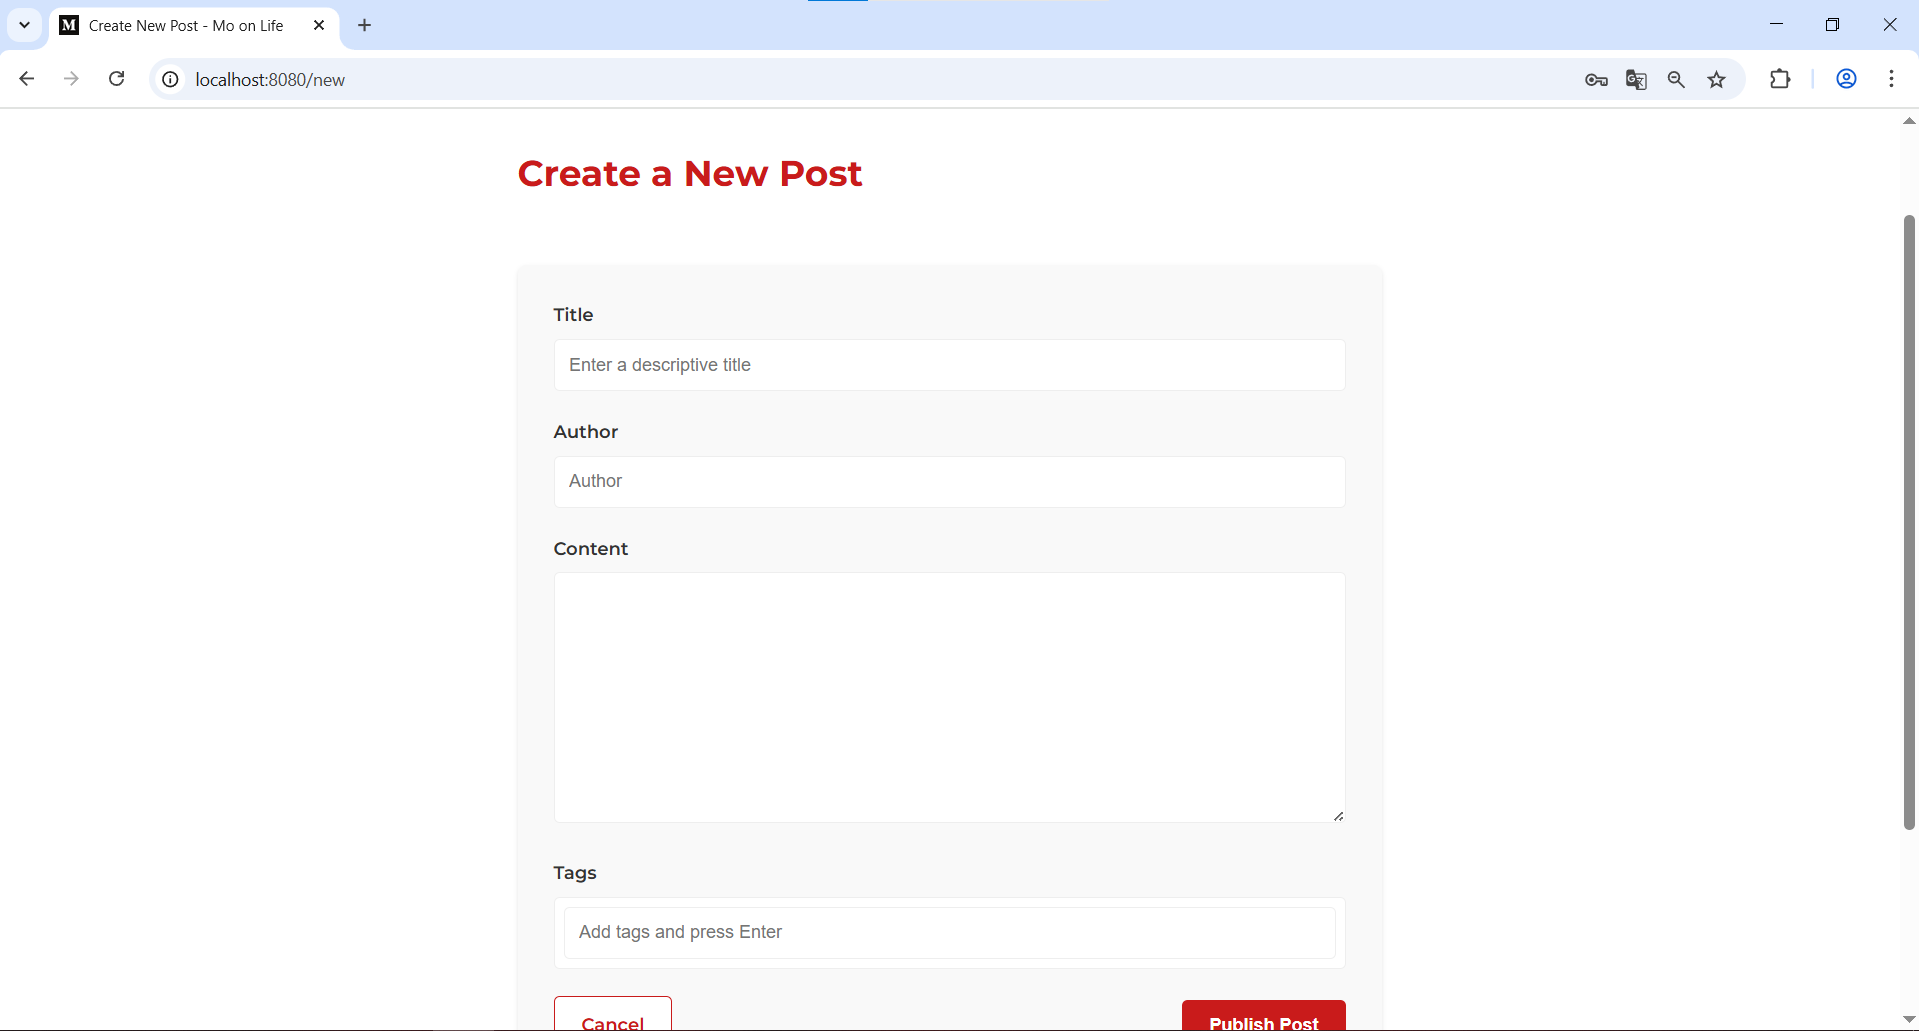 M Create New Post - Mo on Life
localhost:8080/new
Create a New Post
Title
Enter a descriptive title
Author
Author
Content
Tags
Add tags and press Enter
Cancel
Publish Post